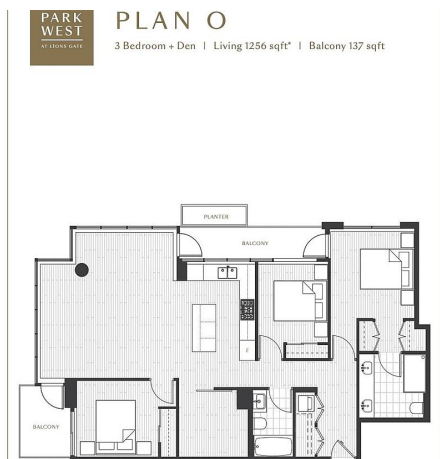 PARK
WEST
AT LIONS GATE
PLAN O
3 Bedroom + Den | Living 1256 sqft* | Balcony 137 sqft
PLANTER
BALCONY
F
BALCONY